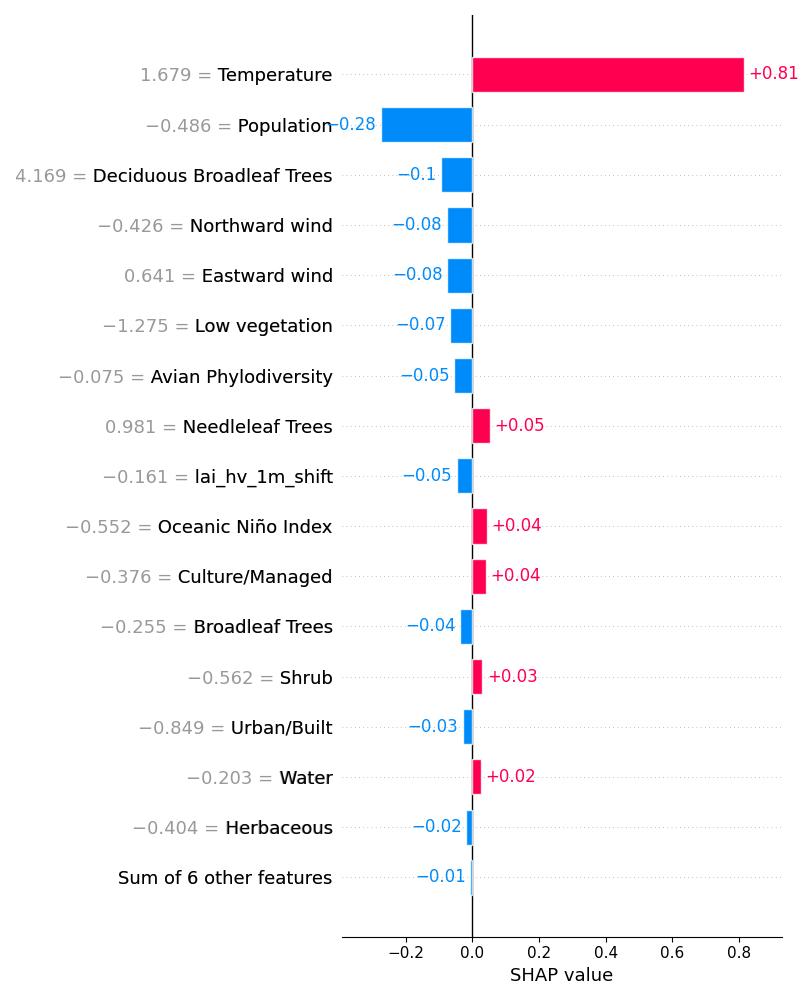 1.679 = Temperature +0.81
−0.486 = Population −0.28
4.169 = Deciduous Broadleaf Trees −0.1
−0.426 = Northward wind −0.08
0.641 = Eastward wind −0.08
−1.275 = Low vegetation −0.07
−0.075 = Avian Phylodiversity −0.05
0.981 = Needleleaf Trees +0.05
−0.161 = lai_hv_1m_shift −0.05
−0.552 = Oceanic Niño Index +0.04
−0.376 = Culture/Managed +0.04
−0.255 = Broadleaf Trees −0.04
−0.562 = Shrub +0.03
−0.849 = Urban/Built −0.03
−0.203 = Water +0.02
−0.404 = Herbaceous −0.02
Sum of 6 other features −0.01
−0.2 0.0 0.2 0.4 0.6 0.8
SHAP value